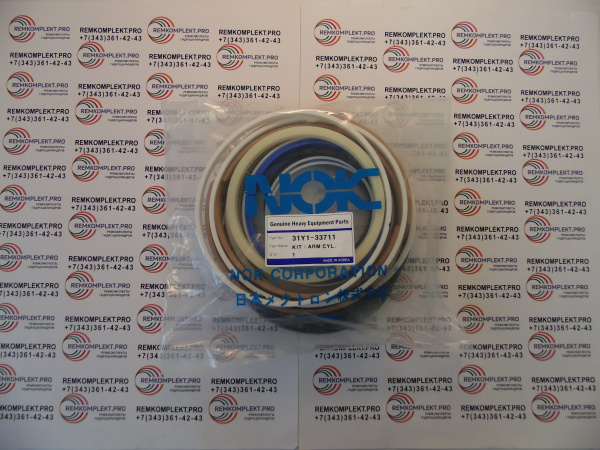 REMKOMPLEKT.PRO
+7(343)361-42-43
NOK
Genuine Heavy Equipment Parts
31Y1-33711
KIT - ARM CYL.
1
MADE IN KOREA
NOK CORPORATION
日本メクトロン株式会社